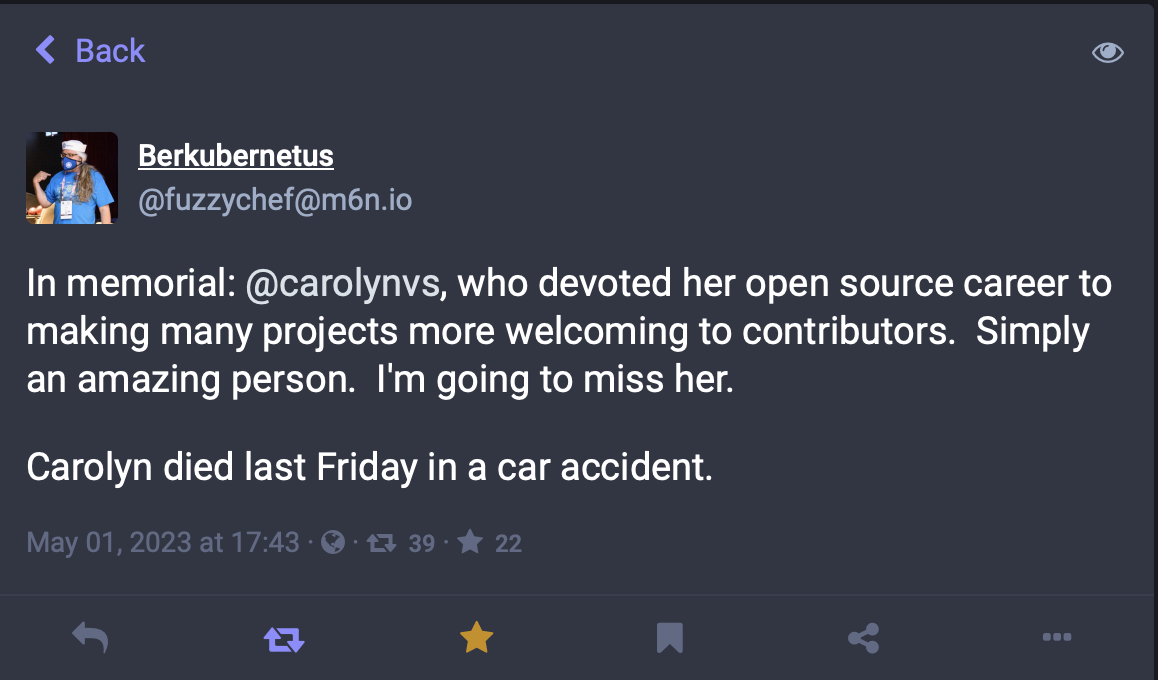 Back
Berkubernetus
@fuzzychef@m6n.io
In memorial: @carolynvs, who devoted her open source career to
making many projects more welcoming to contributors.  Simply
an amazing person.  I'm going to miss her.
Carolyn died last Friday in a car accident.
May 01, 2023 at 17:43 · · 39 · 22